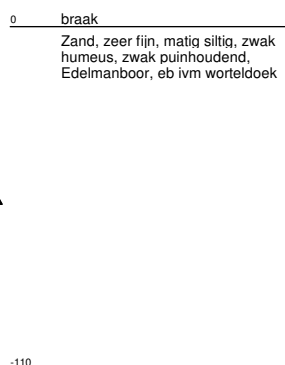 0 braak
Zand, zeer fijn, matig siltig, zwak
humeus, zwak puinhoudend,
Edelmanboor, eb ivm worteldoek
-110